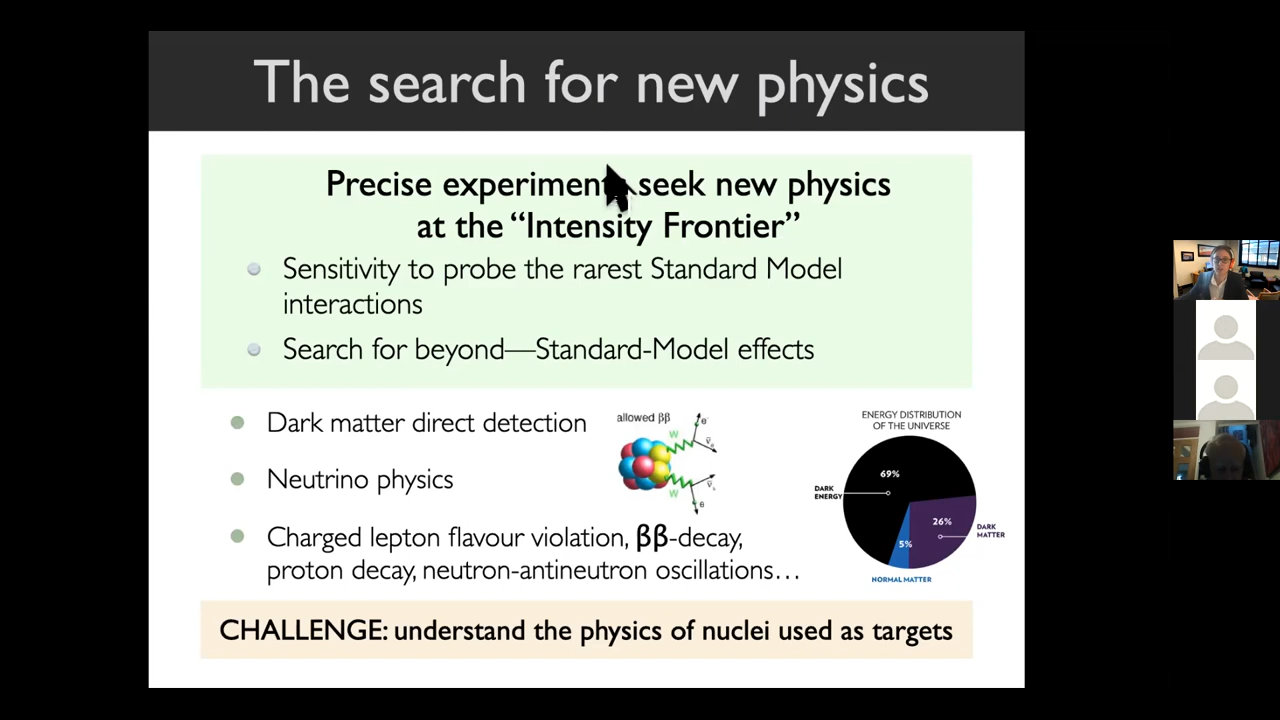 The search for new physics
Precise experiments seek new physics
at the “Intensity Frontier”
Sensitivity to probe the rarest Standard Model
interactions
Search for beyond—Standard-Model effects
Dark matter direct detection
Neutrino physics
Charged lepton flavour violation, ββ-decay,
proton decay, neutron-antineutron oscillations…
allowed ββ
W
e
W
e
ENERGY DISTRIBUTION
OF THE UNIVERSE
69%
DARK
ENERGY
26%
DARK
MATTER
5%
NORMAL MATTER
CHALLENGE: understand the physics of nuclei used as targets